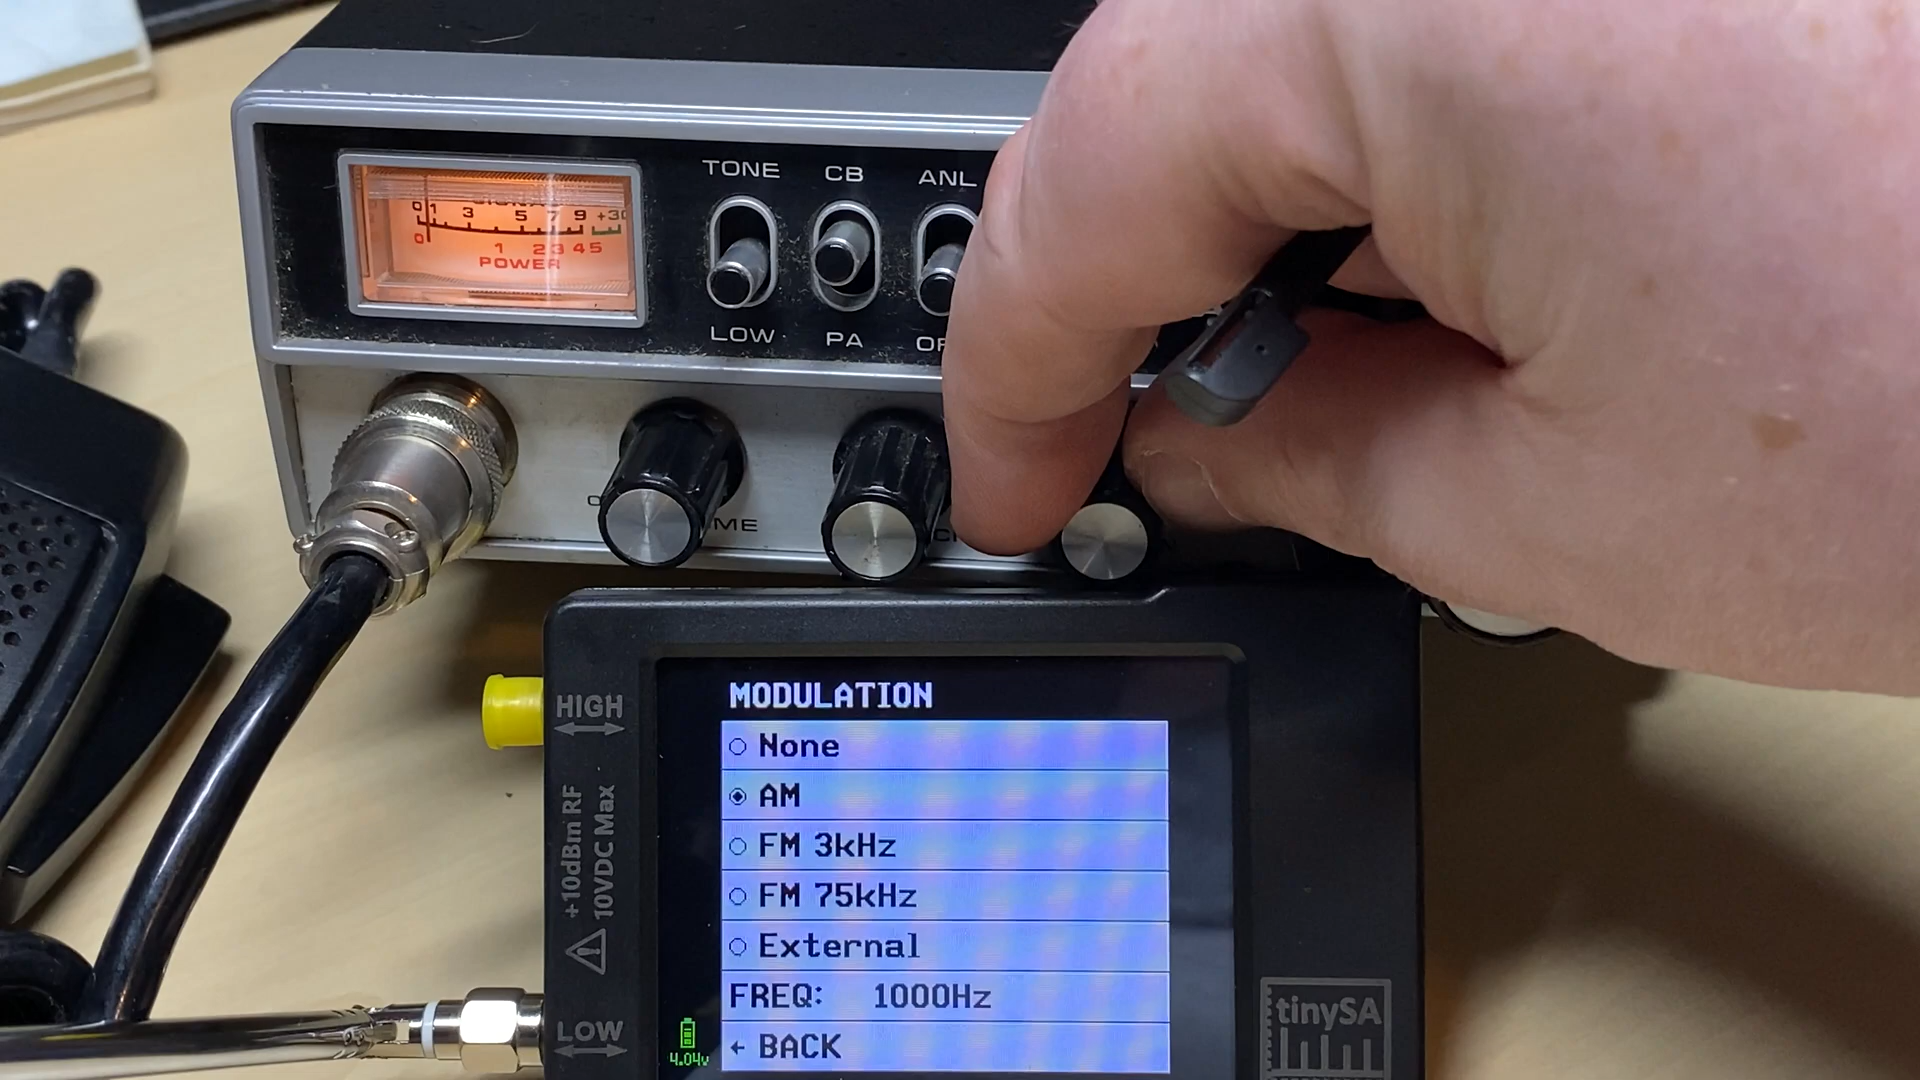 TONE CB ANL
0 1 3 5 7 9 +30
0 1 2 3 4 5
POWER
LOW PA
HIGH
MODULATION
None
AM
FM 3kHz
FM 75kHz
External
FREQ: 1000Hz
← BACK
+10dBm RF
10VDC Max
LOW
4.04v
tinySA